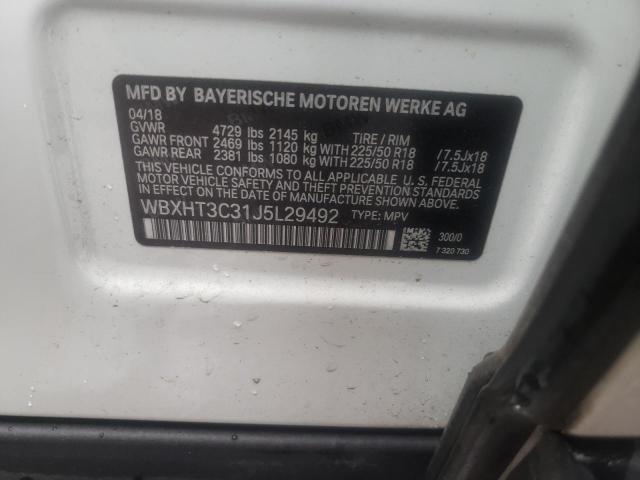 MFD BY BAYERISCHE MOTOREN WERKE AG
04/18
GVWR 4729 lbs 2145 kg TIRE / RIM
GAWR FRONT 2469 lbs 1120 kg WITH 225/50 R18 /7.5Jx18
GAWR REAR 2381 lbs 1080 kg WITH 225/50 R18 /7.5Jx18
THIS VEHICLE CONFORMS TO ALL APPLICABLE U.S. FEDERAL
MOTOR VEHICLE SAFETY, BUMPER, AND THEFT PREVENTION
STANDARDS IN EFFECT ON THE DATE OF MANUFACTURE SHOWN ABOVE.
WBXHT3C31J5L29492 TYPE: MPV
300/0
7 320 730